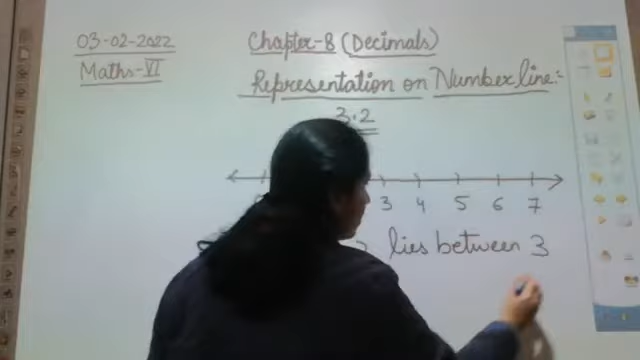 03-02-2022
Maths-VI
Chapter-8 (Decimals)
Representation on Number line:-
3.2
3 4 5 6 7
lies between 3